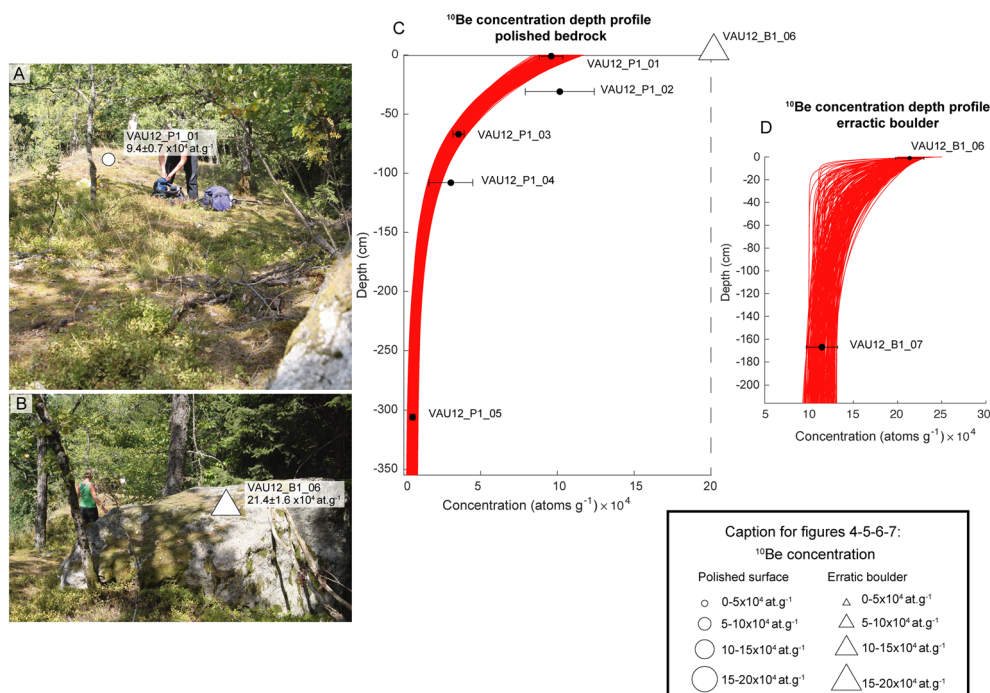 A
VAU12_P1_01
9.4±0.7 x10⁴ at.g⁻¹
B
VAU12_B1_06
21.4±1.6 x10⁴ at.g⁻¹
C
¹⁰Be concentration depth profile
polished bedrock
VAU12_B1_06
0
-50
-100
-150
-200
-250
-300
-350
Depth (cm)
VAU12_P1_01
VAU12_P1_02
VAU12_P1_03
VAU12_P1_04
VAU12_P1_05
0
5
10
15
20
Concentration (atoms g⁻¹) × 10⁴
D
¹⁰Be concentration depth profile
erractic boulder
VAU12_B1_06
0
-20
-40
-60
-80
-100
-120
-140
-160
-180
-200
Depth (cm)
VAU12_B1_07
5
10
15
20
25
30
Concentration (atoms g⁻¹) × 10⁴
Caption for figures 4-5-6-7:
¹⁰Be concentration
Polished surface Erratic boulder
0-5x10⁴ at.g⁻¹ 0-5x10⁴ at.g⁻¹
5-10x10⁴ at.g⁻¹ 5-10x10⁴ at.g⁻¹
10-15x10⁴ at.g⁻¹ 10-15x10⁴ at.g⁻¹
15-20x10⁴ at.g⁻¹ 15-20x10⁴ at.g⁻¹